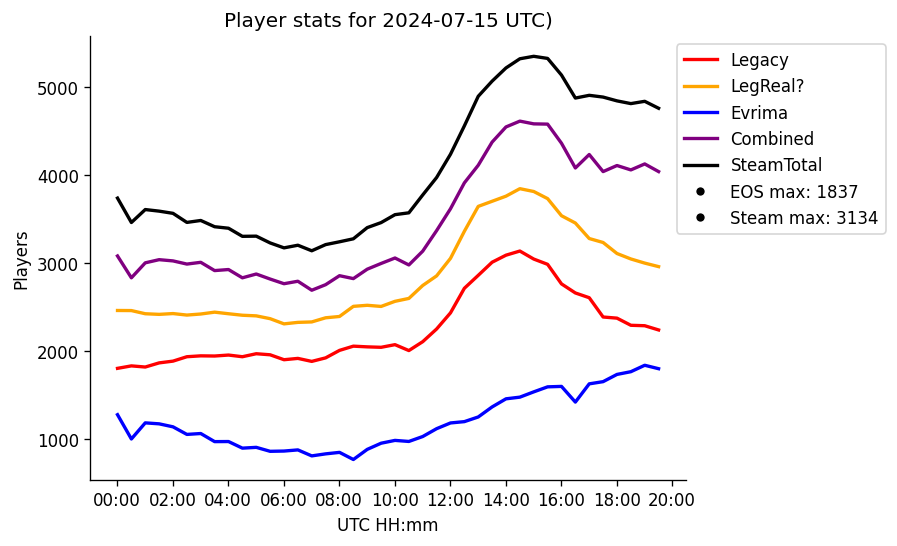 Player stats for 2024-07-15 UTC)
Legacy
LegReal?
Evrima
Combined
SteamTotal
EOS max: 1837
Steam max: 3134
Players
5000
4000
3000
2000
1000
00:00 02:00 04:00 06:00 08:00 10:00 12:00 14:00 16:00 18:00 20:00
UTC HH:mm